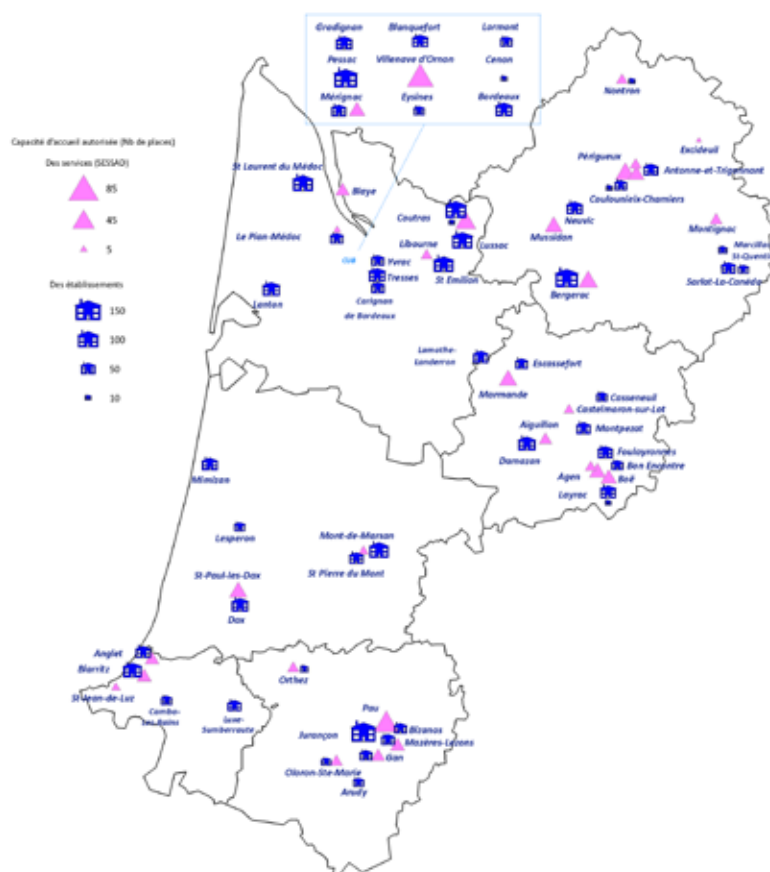 Gradignan
Blanquefort
Lormont
Pessac
Villenave d'Ornon
Cenon
Mérignac
Eysines
Bordeaux
Nontron
Capacité d'accueil autorisée (Nb de places)
Des services (SESSAD)
85
45
5
Des établissements
150
100
50
10
St Laurent du Médoc
Blaye
Le Pian-Médoc
CUB
Coutras
Libourne
Lussac
St Emilion
Yvrac
Tresses
Carignan
de Bordeaux
Lanton
Excideuil
Périgueux
Antonne-et-Trigonnant
Coulounieix-Chamiers
Neuvic
Mussidan
Montignac
Marcillac
St-Quentin
Sarlat-La-Canéda
Bergerac
Lamothe-
Landerron
Escassefort
Marmande
Casseneuil
Castelmoron-sur-Lot
Aiguillon
Montpezat
Damazan
Foulayronnes
Bon Encontre
Agen
Boé
Layrac
Mimizan
Lesperon
Mont-de-Marsan
St Pierre du Mont
St-Paul-les-Dax
Dax
Anglet
Biarritz
St-Jean-de-Luz
Cambo-
Les Bains
Luxe-
Sumberraute
Orthez
Pau
Jurançon
Bizanos
Mazères-Lezons
Gan
Oloron-Ste-Marie
Arudy